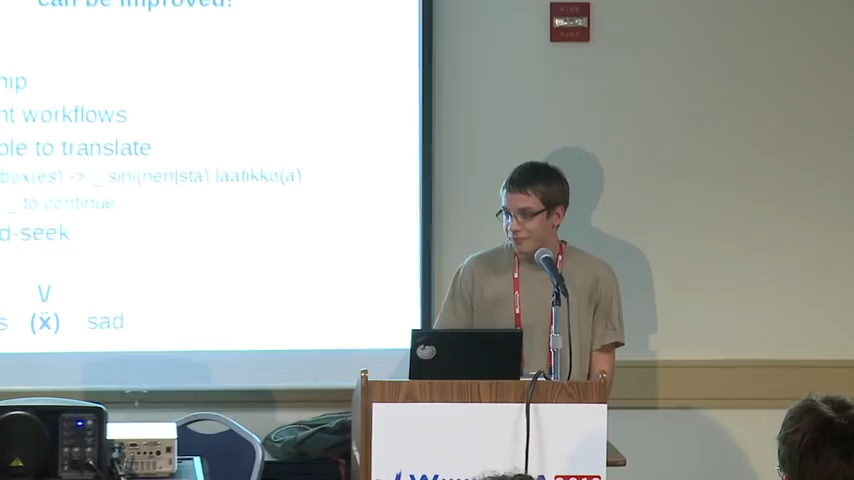 can be improved?
hip
nt workflows
ble to translate
box(es) -> _ sini(nen|sta) laatikko(a)
_ to continue
d-seek
\/
s (ẍ) sad
FIRE